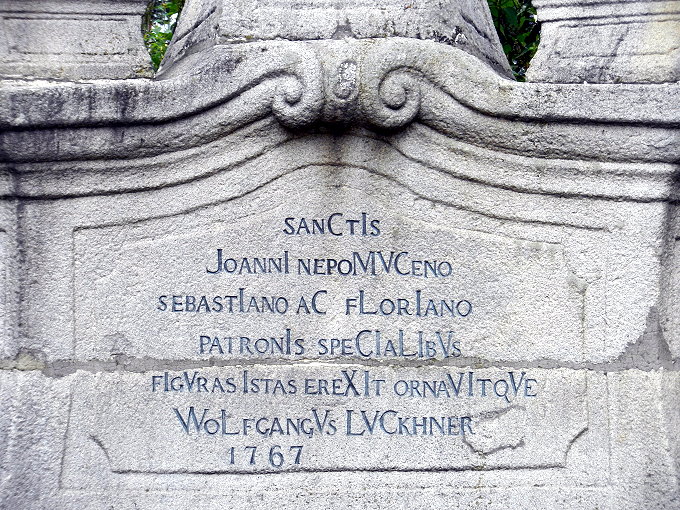 sanCtIs
JoannI nepoMVCeno
sebastIano aC fLorIano
patronIs speCIaLIbVs
fIgVras Istas ereXIt ornaVItqVe
WoLfgangVs LVCkhner
1767